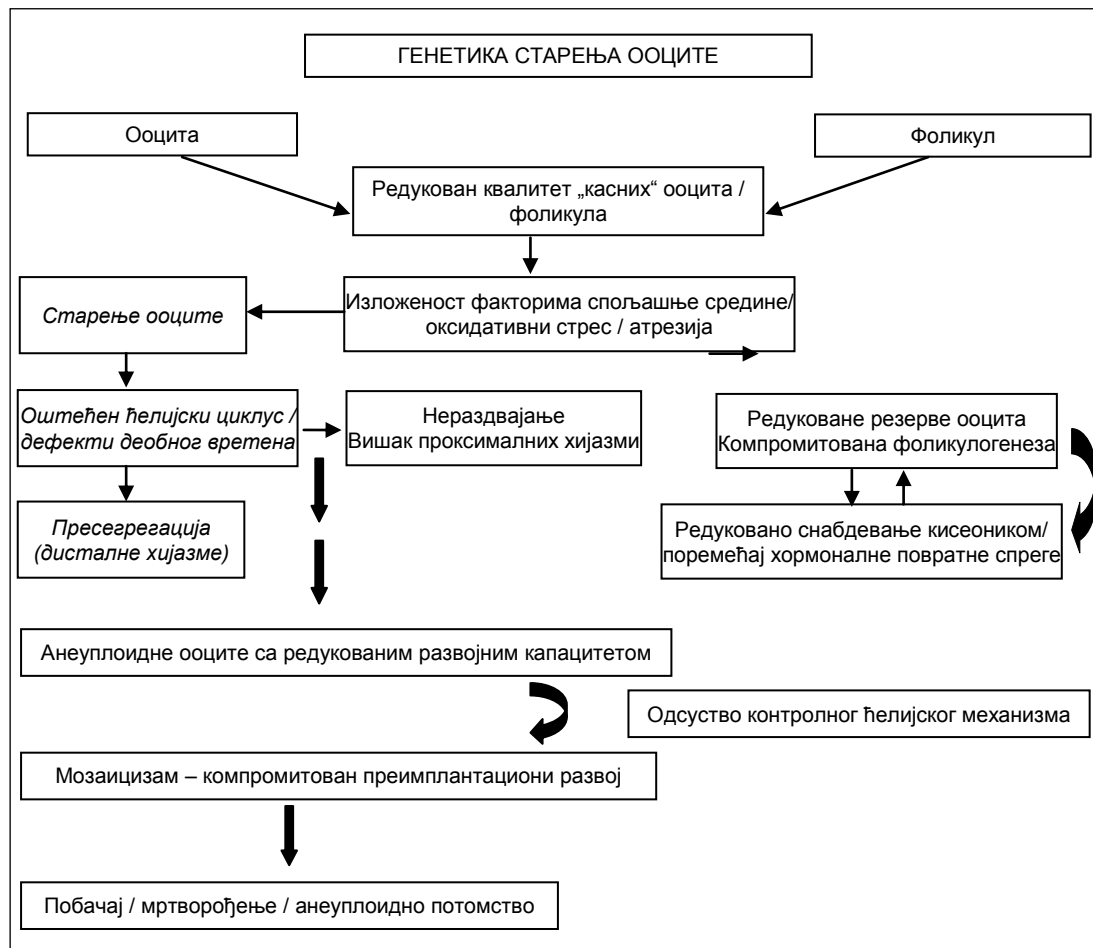 ГЕНЕТИКА СТАРЕЊА ООЦИТЕ
Ооцита
Фоликул
Редукован квалитет „касних“ ооцита /
фоликула
Старење ооците
Изложеност факторима спољашње средине/
оксидативни стрес / атрезија
Оштећен ћелијски циклус /
дефекти деобног вретена
Нераздвајање
Вишак проксималних хијазми
Редуковане резерве ооцита
Компромитована фоликулогенеза
Пресегрегација
(дисталне хијазме)
Редуковано снабдевање кисеоником/
поремећај хормоналне повратне спреге
Анеуплоидне ооците са редукованим развојним капацитетом
Одсуство контролног ћелијског механизма
Мозаицизам – компромитован преимплантациони развој
Побачај / мртворођење / анеуплоидно потомство